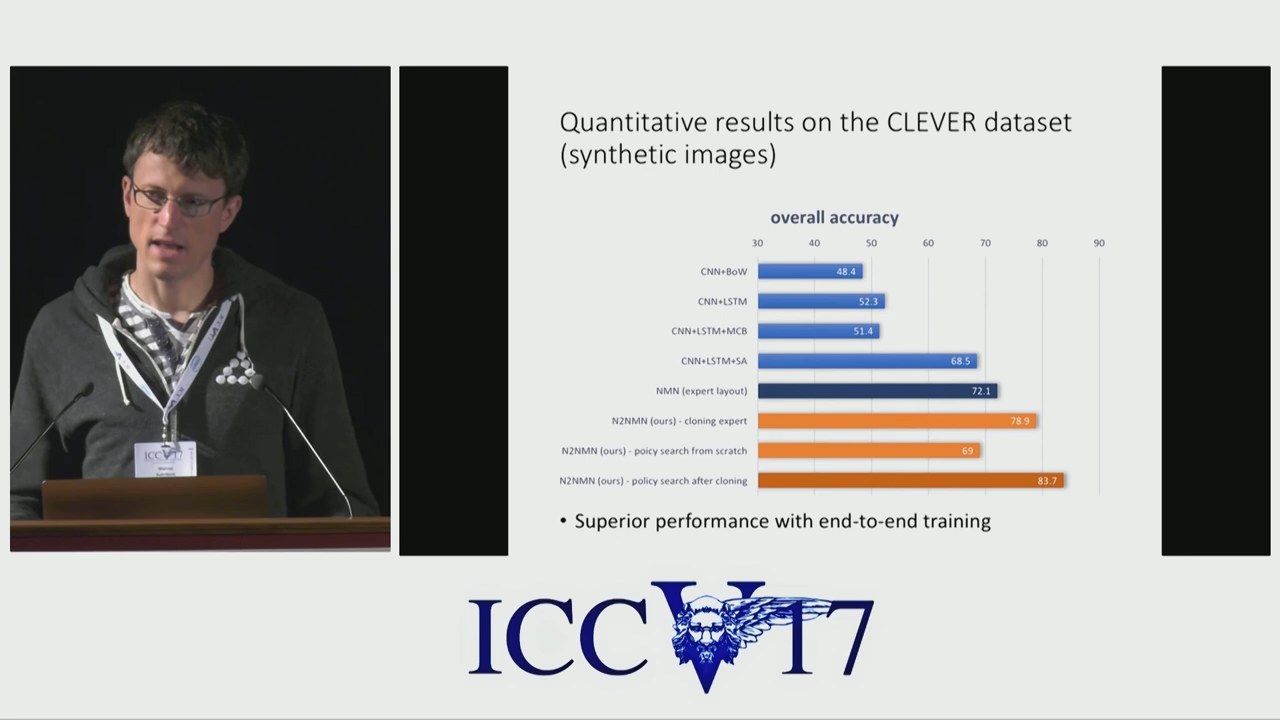 Quantitative results on the CLEVER dataset
(synthetic images)
overall accuracy
30 40 50 60 70 80 90
CNN+BoW 48.4
CNN+LSTM 52.3
CNN+LSTM+MCB 51.4
CNN+LSTM+SA 68.5
NMN (expert layout) 72.1
N2NMN (ours) - cloning expert 78.9
N2NMN (ours) - poicy search from scratch 69
N2NMN (ours) - policy search after cloning 83.7
• Superior performance with end-to-end training
ICCV17
ICCV 17